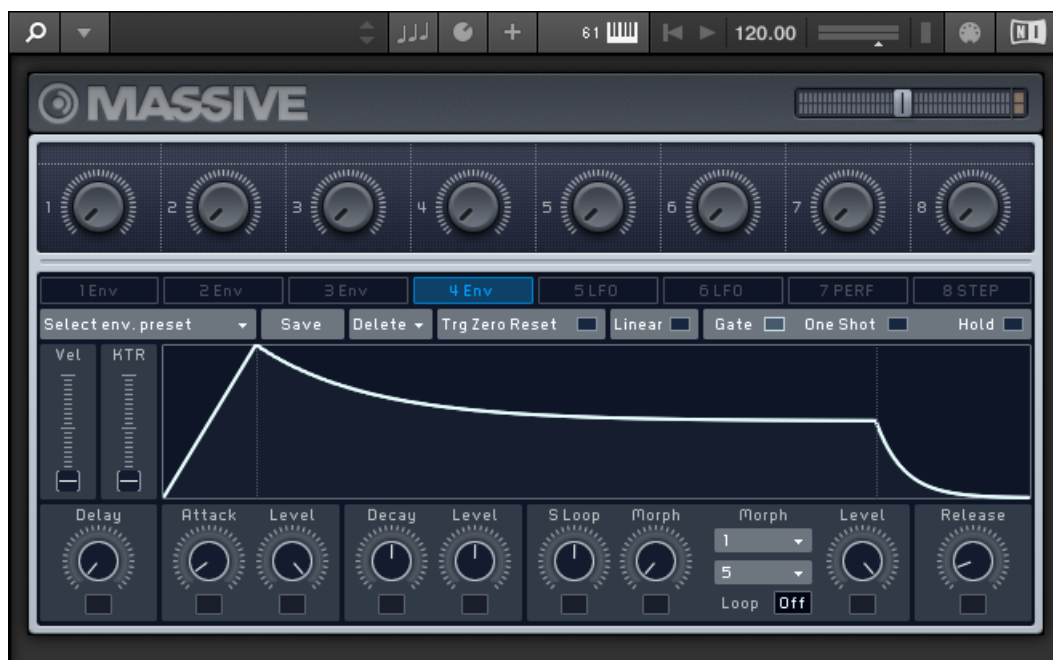 61 120.00 NI
MASSIVE
1 2 3 4 5 6 7 8
1 Env 2 Env 3 Env 4 Env 5 LFO 6 LFO 7 PERF 8 STEP
Select env. preset Save Delete Trg Zero Reset Linear Gate One Shot Hold
Vel KTR
Delay Attack Level Decay Level S Loop Morph Morph Level Release
1
5
Loop Off